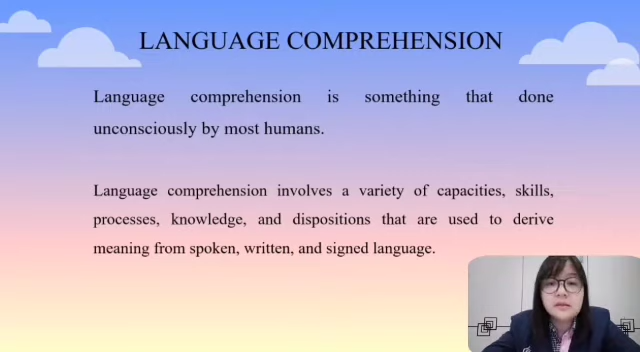 LANGUAGE COMPREHENSION
Language comprehension is something that done
unconsciously by most humans.
Language comprehension involves a variety of capacities, skills,
processes, knowledge, and dispositions that are used to derive
meaning from spoken, written, and signed language.